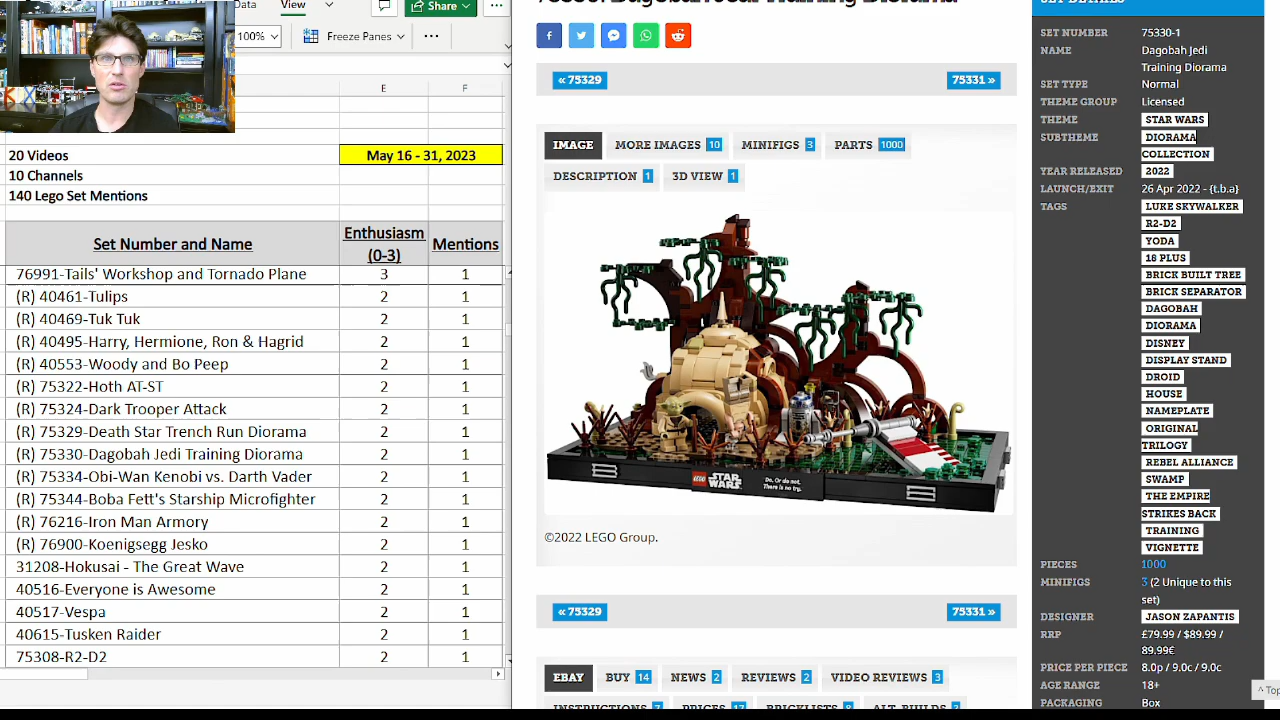 Data View Share
100% Freeze Panes
E F
20 Videos May 16 - 31, 2023
10 Channels
140 Lego Set Mentions
Set Number and Name Enthusiasm (0-3) Mentions
76991-Tails' Workshop and Tornado Plane 3 1
(R) 40461-Tulips 2 1
(R) 40469-Tuk Tuk 2 1
(R) 40495-Harry, Hermione, Ron & Hagrid 2 1
(R) 40553-Woody and Bo Peep 2 1
(R) 75322-Hoth AT-ST 2 1
(R) 75324-Dark Trooper Attack 2 1
(R) 75329-Death Star Trench Run Diorama 2 1
(R) 75330-Dagobah Jedi Training Diorama 2 1
(R) 75334-Obi-Wan Kenobi vs. Darth Vader 2 1
(R) 75344-Boba Fett's Starship Microfighter 2 1
(R) 76216-Iron Man Armory 2 1
(R) 76900-Koenigsegg Jesko 2 1
31208-Hokusai - The Great Wave 2 1
40516-Everyone is Awesome 2 1
40517-Vespa 2 1
40615-Tusken Raider 2 1
75308-R2-D2 2 1
« 75329 75331 »
IMAGE MORE IMAGES 10 MINIFIGS 3 PARTS 1000
DESCRIPTION 1 3D VIEW 1
LEGO STAR WARS
Do. Or do not.
There is no try.
©2022 LEGO Group.
« 75329 75331 »
EBAY BUY 14 NEWS 2 REVIEWS 2 VIDEO REVIEWS 3
SET NUMBER 75330-1
NAME Dagobah Jedi
Training Diorama
SET TYPE Normal
THEME GROUP Licensed
THEME STAR WARS
SUBTHEME DIORAMA
COLLECTION
YEAR RELEASED 2022
LAUNCH/EXIT 26 Apr 2022 - {t.b.a}
TAGS LUKE SKYWALKER
R2-D2
YODA
18 PLUS
BRICK BUILT TREE
BRICK SEPARATOR
DAGOBAH
DIORAMA
DISNEY
DISPLAY STAND
DROID
HOUSE
NAMEPLATE
ORIGINAL
TRILOGY
REBEL ALLIANCE
SWAMP
THE EMPIRE
STRIKES BACK
TRAINING
VIGNETTE
PIECES 1000
MINIFIGS 3 (2 Unique to this
set)
DESIGNER JASON ZAPANTIS
RRP £79.99 / $89.99 /
89.99€
PRICE PER PIECE 8.0p / 9.0c / 9.0c
AGE RANGE 18+
PACKAGING Box
^ Top